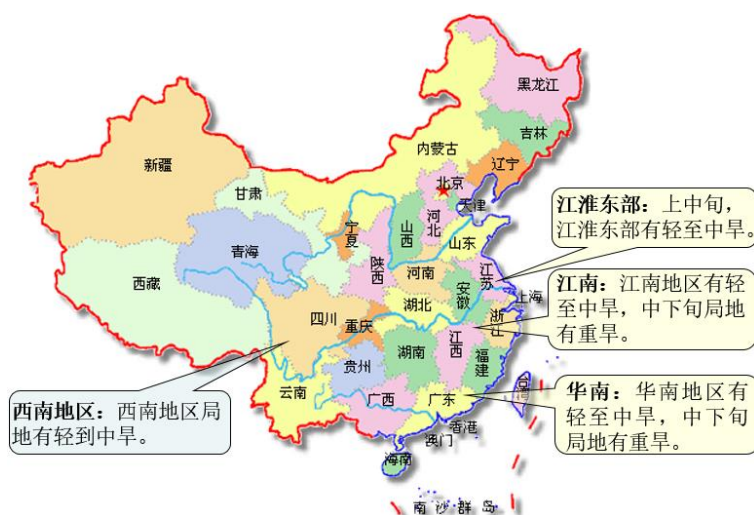 黑龙江
吉林
辽宁
内蒙古
新疆
甘肃
北京
天津
河北
山西
宁夏
青海
山东
陕西
河南
江苏
安徽
上海
西藏
四川
重庆
湖北
浙江
江西
湖南
贵州
福建
云南
广西
广东
台湾
香港
澳门
海南
南沙群岛
江淮东部：上中旬，
江淮东部有轻至中旱。
江南：江南地区有轻
至中旱，中下旬局地
有重旱。
华南：华南地区有
轻至中旱，中下旬
局地有重旱。
西南地区：西南地区局
地有轻到中旱。